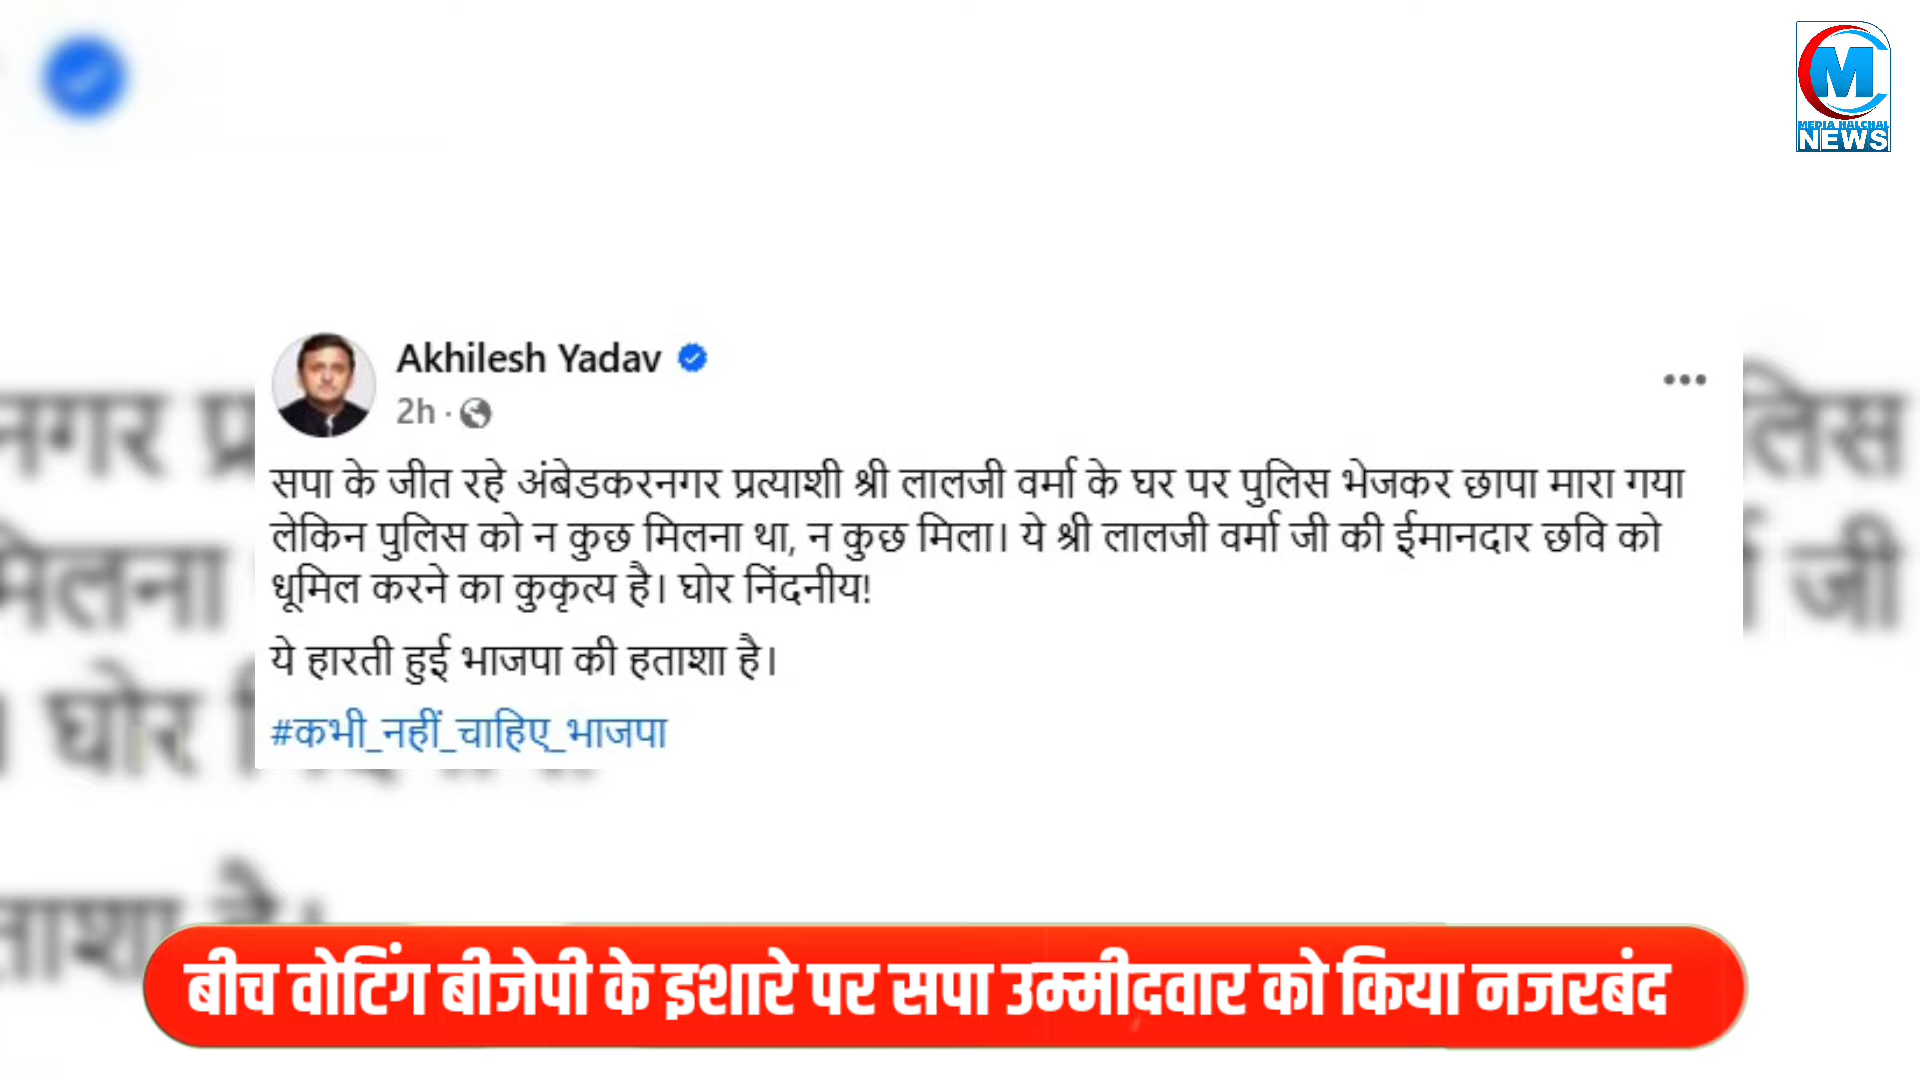 MEDIA HALCHAL
NEWS
Akhilesh Yadav
2h ·
सपा के जीत रहे अंबेडकरनगर प्रत्याशी श्री लालजी वर्मा के घर पर पुलिस भेजकर छापा मारा गया
लेकिन पुलिस को न कुछ मिलना था, न कुछ मिला। ये श्री लालजी वर्मा जी की ईमानदार छवि को
धूमिल करने का कुकृत्य है। घोर निंदनीय!
ये हारती हुई भाजपा की हताशा है।
#कभी_नहीं_चाहिए_भाजपा
बीच वोटिंग बीजेपी के इशारे पर सपा उम्मीदवार को किया नजरबंद